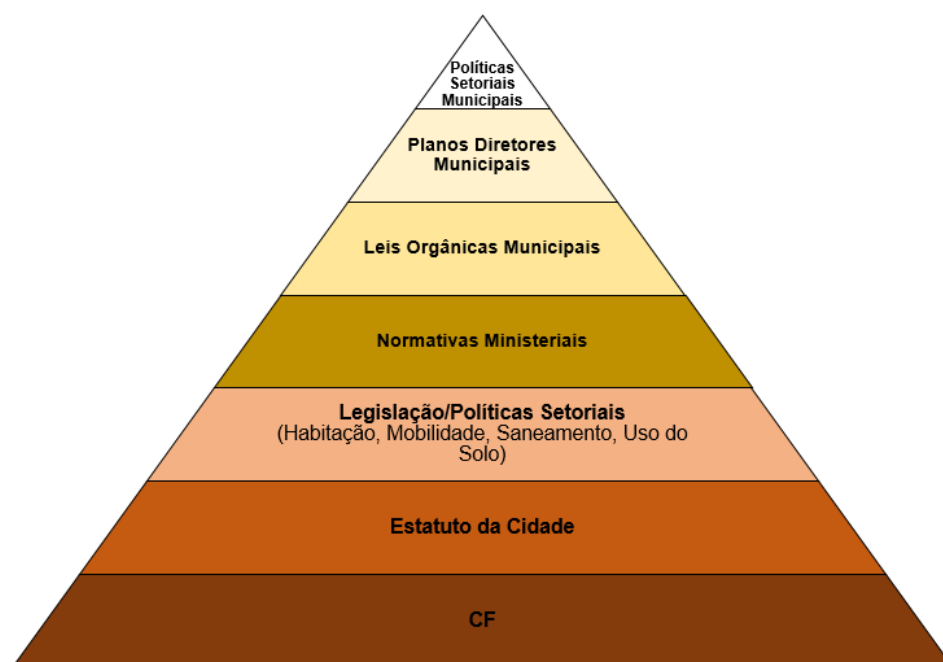 Políticas
Setoriais
Municipais
Planos Diretores
Municipais
Leis Orgânicas Municipais
Normativas Ministeriais
Legislação/Políticas Setoriais
(Habitação, Mobilidade, Saneamento, Uso do
Solo)
Estatuto da Cidade
CF